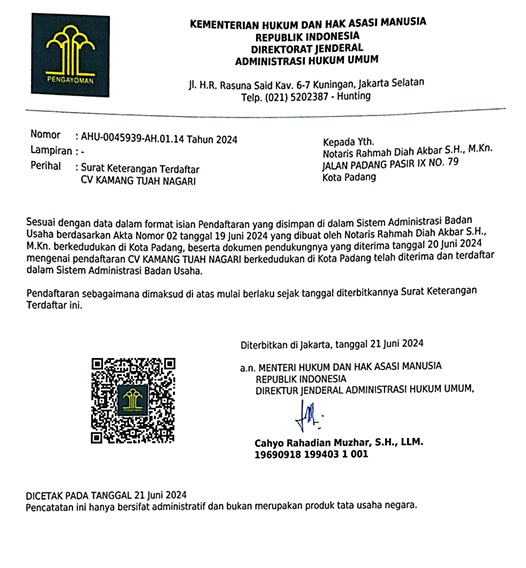 PENGAYOMAN
KEMENTERIAN HUKUM DAN HAK ASASI MANUSIA
REPUBLIK INDONESIA
DIREKTORAT JENDERAL
ADMINISTRASI HUKUM UMUM
Jl. H.R. Rasuna Said Kav. 6-7 Kuningan, Jakarta Selatan
Telp. (021) 5202387 - Hunting
Nomor : AHU-0045939-AH.01.14 Tahun 2024
Lampiran : -
Perihal : Surat Keterangan Terdaftar
CV KAMANG TUAH NAGARI
Kepada Yth.
Notaris Rahmah Diah Akbar S.H., M.Kn.
JALAN PADANG PASIR IX NO. 79
Kota Padang
Sesuai dengan data dalam format isian Pendaftaran yang disimpan di dalam Sistem Administrasi Badan
Usaha berdasarkan Akta Nomor 02 tanggal 19 Juni 2024 yang dibuat oleh Notaris Rahmah Diah Akbar S.H.,
M.Kn. berkedudukan di Kota Padang, beserta dokumen pendukungnya yang diterima tanggal 20 Juni 2024
mengenai pendaftaran CV KAMANG TUAH NAGARI berkedudukan di Kota Padang telah diterima dan terdaftar
dalam Sistem Administrasi Badan Usaha.
Pendaftaran sebagaimana dimaksud di atas mulai berlaku sejak tanggal diterbitkannya Surat Keterangan
Terdaftar ini.
Diterbitkan di Jakarta, tanggal 21 Juni 2024
a.n. MENTERI HUKUM DAN HAK ASASI MANUSIA
REPUBLIK INDONESIA
DIREKTUR JENDERAL ADMINISTRASI HUKUM UMUM,
Cahyo Rahadian Muzhar, S.H., LLM.
19690918 199403 1 001
DICETAK PADA TANGGAL 21 Juni 2024
Pencatatan ini hanya bersifat administratif dan bukan merupakan produk tata usaha negara.